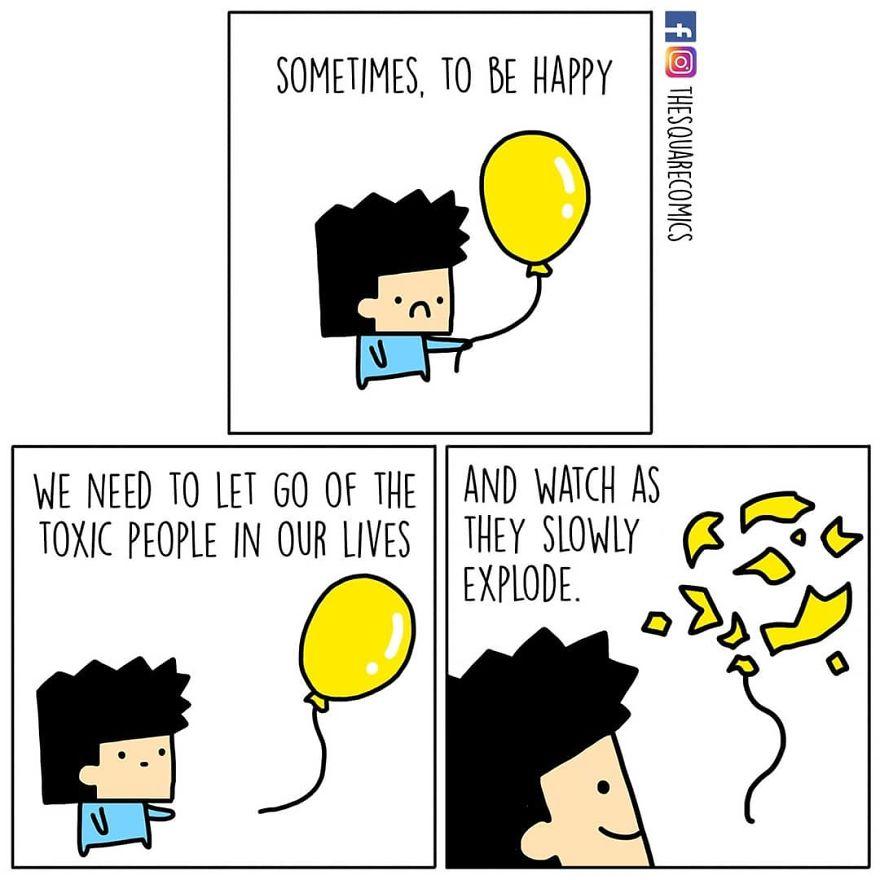 SOMETIMES, TO BE HAPPY
THESQUARECOMICS
WE NEED TO LET GO OF THE
TOXIC PEOPLE IN OUR LIVES
AND WATCH AS
THEY SLOWLY
EXPLODE.